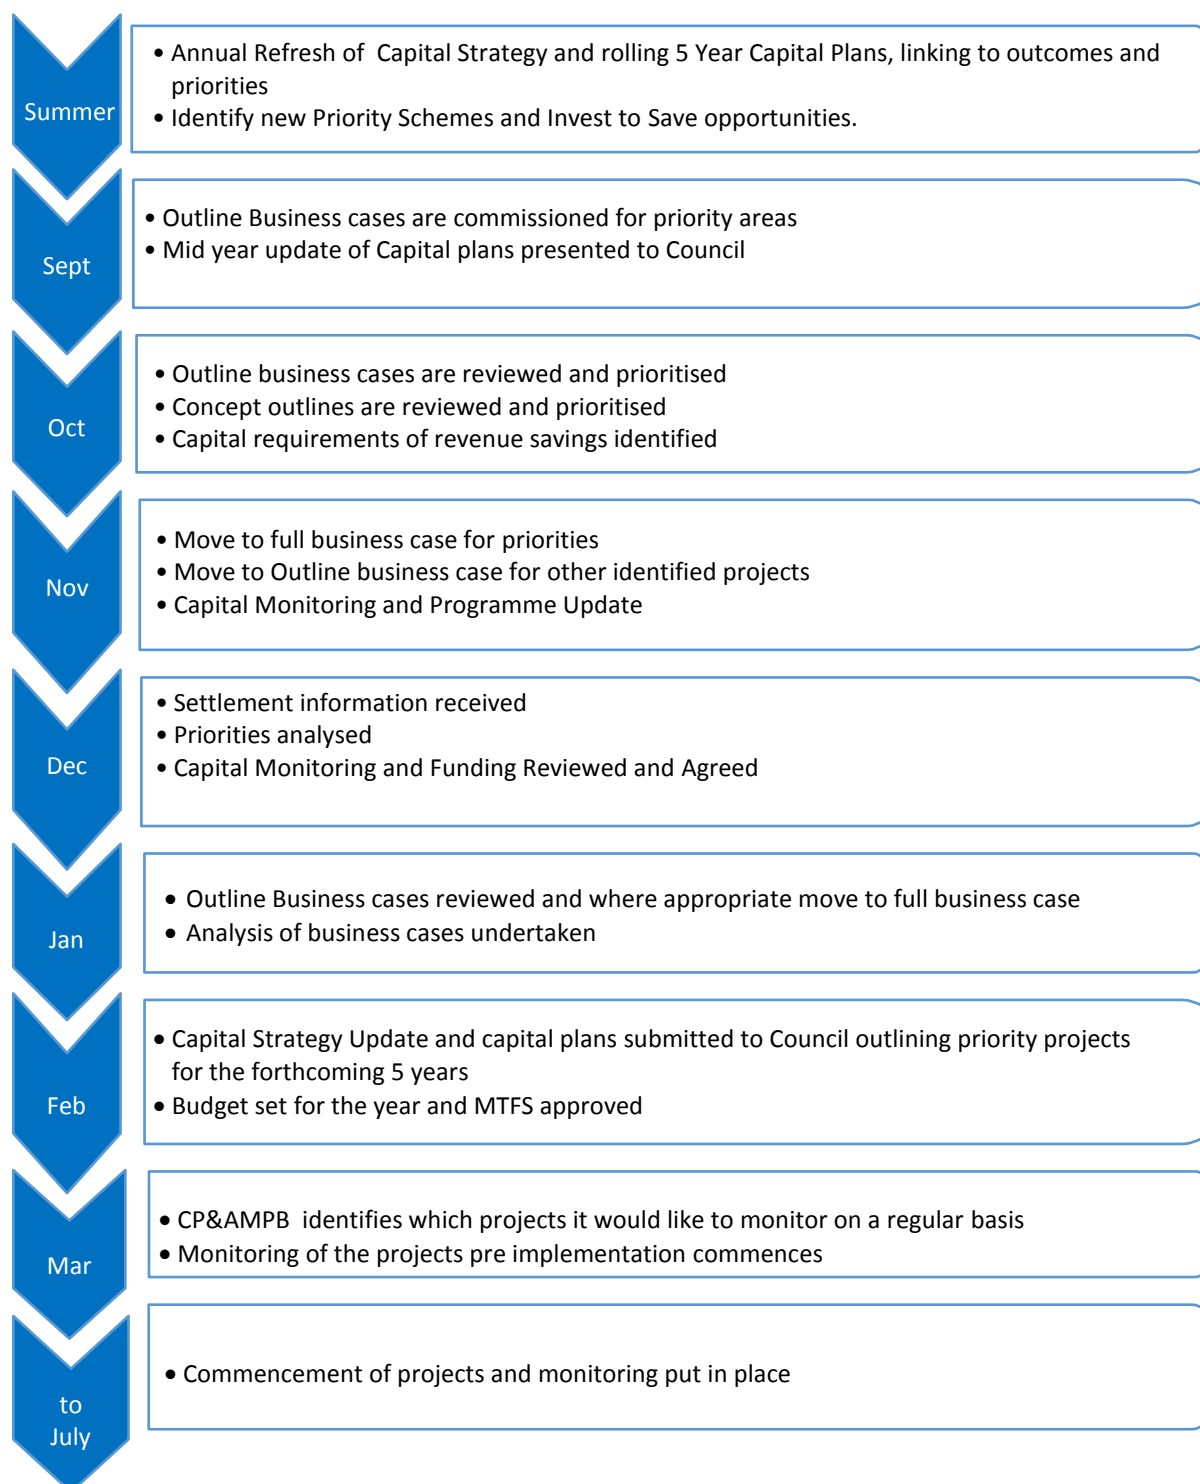 Summer
• Annual Refresh of Capital Strategy and rolling 5 Year Capital Plans, linking to outcomes and
priorities
• Identify new Priority Schemes and Invest to Save opportunities.
Sept
• Outline Business cases are commissioned for priority areas
• Mid year update of Capital plans presented to Council
Oct
• Outline business cases are reviewed and prioritised
• Concept outlines are reviewed and prioritised
• Capital requirements of revenue savings identified
Nov
• Move to full business case for priorities
• Move to Outline business case for other identified projects
• Capital Monitoring and Programme Update
Dec
• Settlement information received
• Priorities analysed
• Capital Monitoring and Funding Reviewed and Agreed
Jan
• Outline Business cases reviewed and where appropriate move to full business case
• Analysis of business cases undertaken
Feb
• Capital Strategy Update and capital plans submitted to Council outlining priority projects
for the forthcoming 5 years
• Budget set for the year and MTFS approved
Mar
• CP&AMPB identifies which projects it would like to monitor on a regular basis
• Monitoring of the projects pre implementation commences
to
July
• Commencement of projects and monitoring put in place